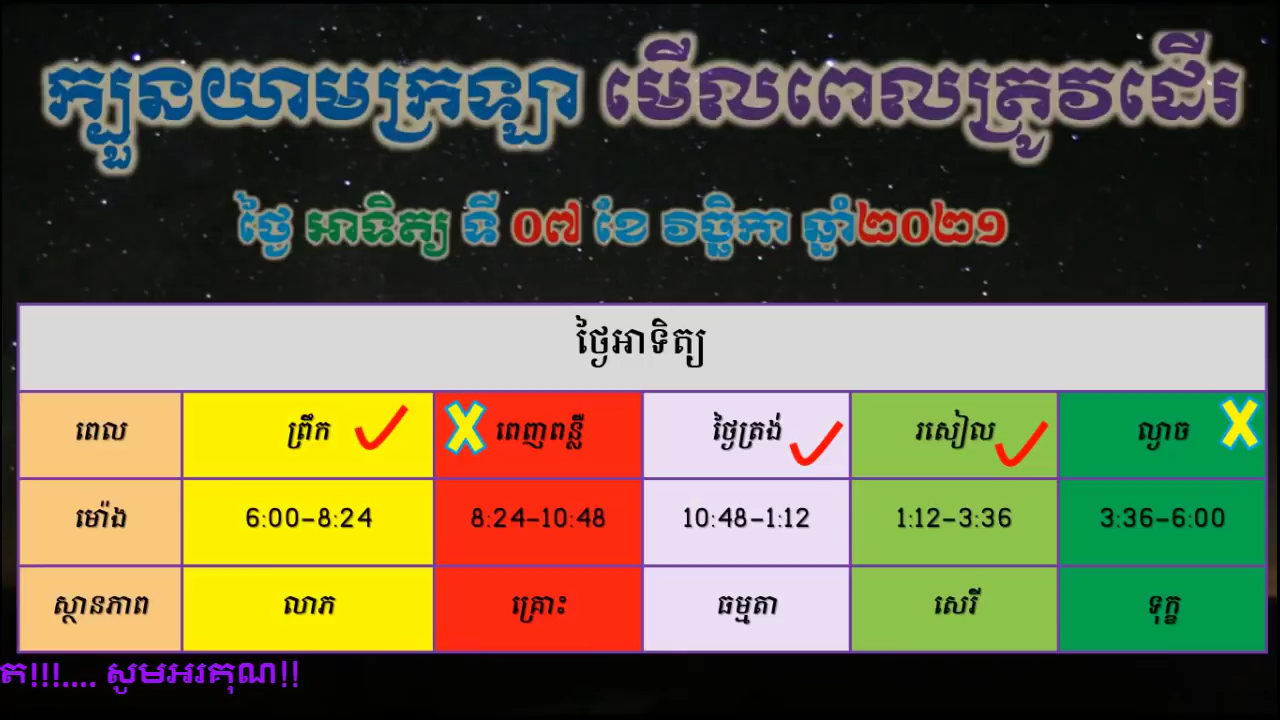 ក្បួនយាមក្រឡា មើលពេលត្រូវដើរ
ថ្ងៃ អាទិត្យ ទី ០៧ ខែ វិច្ឆិកា ឆ្នាំ២០២១
ថ្ងៃអាទិត្យ
ពេល ព្រឹក ពេញពន្លឺ ថ្ងៃត្រង់ រសៀល ល្ងាច
ម៉ោង 6:00-8:24 8:24-10:48 10:48-1:12 1:12-3:36 3:36-6:00
ស្ថានភាព លាភ គ្រោះ ធម្មតា សេរី ទុក្ខ
ត!!!.... សូមអរគុណ!!